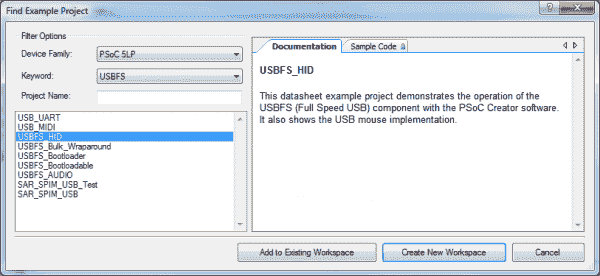 Find Example Project
Filter Options
Device Family: PSoC 5LP
Keyword: USBFS
Project Name:
USB_UART
USB_MIDI
USBFS_HID
USBFS_Bulk_Wraparound
USBFS_Bootloader
USBFS_Bootloadable
USBFS_AUDIO
SAR_SPIM_USB_Test
SAR_SPIM_USB
Documentation Sample Code
USBFS_HID
This datasheet example project demonstrates the operation of the
USBFS (Full Speed USB) component with the PSoC Creator software.
It also shows the USB mouse implementation.
Add to Existing Workspace Create New Workspace Cancel